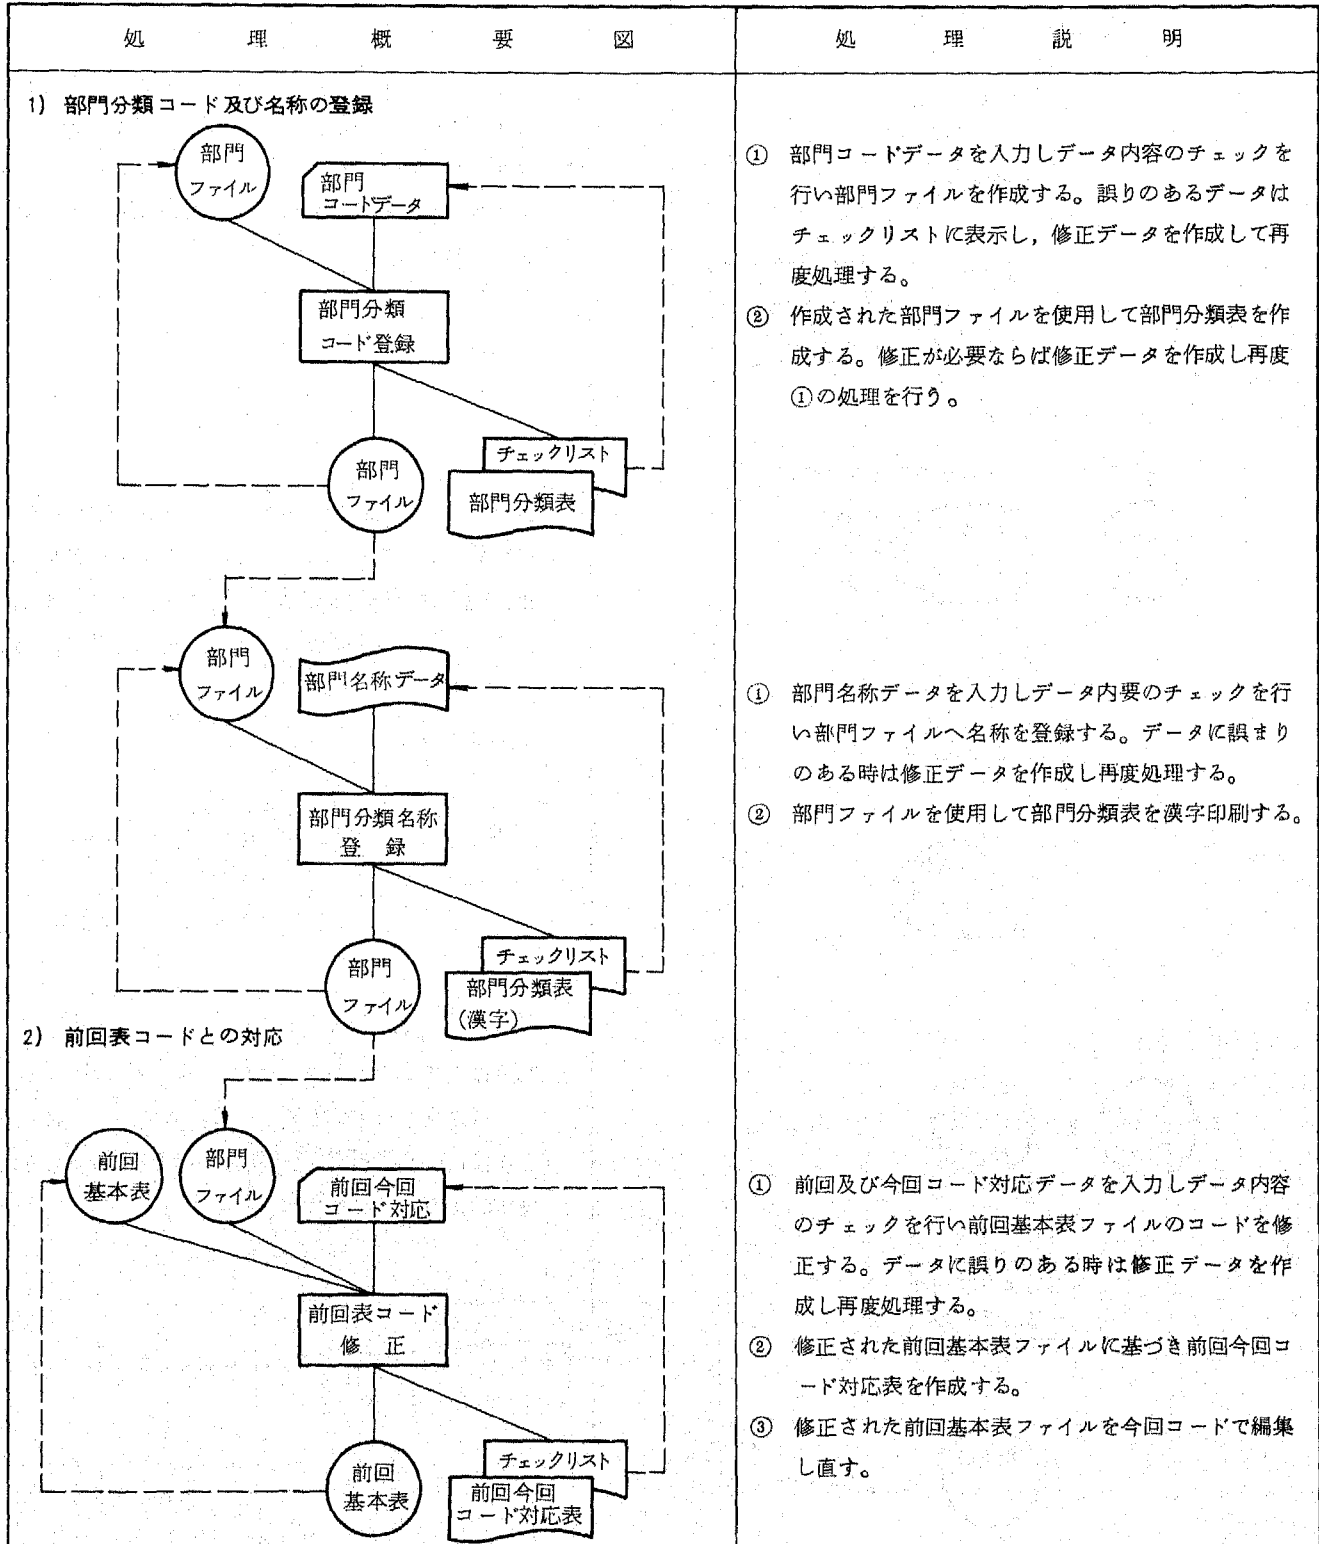 処理概要図
処理説明
1) 部門分類コード及び名称の登録
部門
ファイル
部門
コートデータ
部門分類
コード登録
部門
ファイル
チェックリスト
部門分類表
① 部門コードデータを入力しデータ内容のチェックを
行い部門ファイルを作成する。誤りのあるデータは
チェックリストに表示し,修正データを作成して再
度処理する。
② 作成された部門ファイルを使用して部門分類表を作
成する。修正が必要ならば修正データを作成し再度
①の処理を行う。
部門
ファイル
部門名称データ
部門分類名称
登録
部門
ファイル
チェックリスト
部門分類表
(漢字)
① 部門名称データを入力しデータ内要のチェックを行
い部門ファイルへ名称を登録する。データに誤まり
のある時は修正データを作成し再度処理する。
② 部門ファイルを使用して部門分類表を漢字印刷する。
2) 前回表コードとの対応
前回
基本表
部門
ファイル
前回今回
コード対応
前回表コード
修正
前回
基本表
チェックリスト
前回今回
コード対応表
① 前回及び今回コード対応データを入力しデータ内容
のチェックを行い前回基本表ファイルのコードを修
正する。データに誤りのある時は修正データを作
成し再度処理する。
② 修正された前回基本表ファイルに基づき前回今回コ
ード対応表を作成する。
③ 修正された前回基本表ファイルを今回コードで編集
し直す。